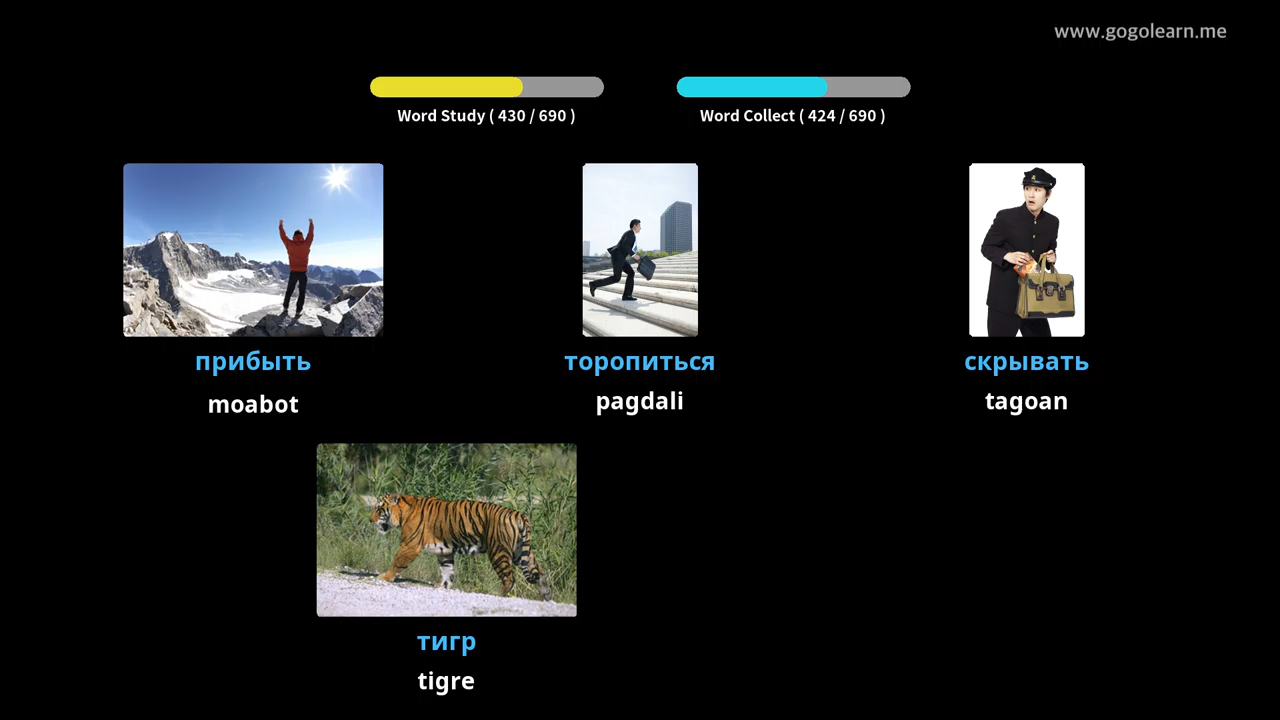 www.gogolearn.me
Word Study ( 430 / 690 )
Word Collect ( 424 / 690 )
прибыть
торопиться
скрывать
moabot
pagdali
tagoan
тигр
tigre